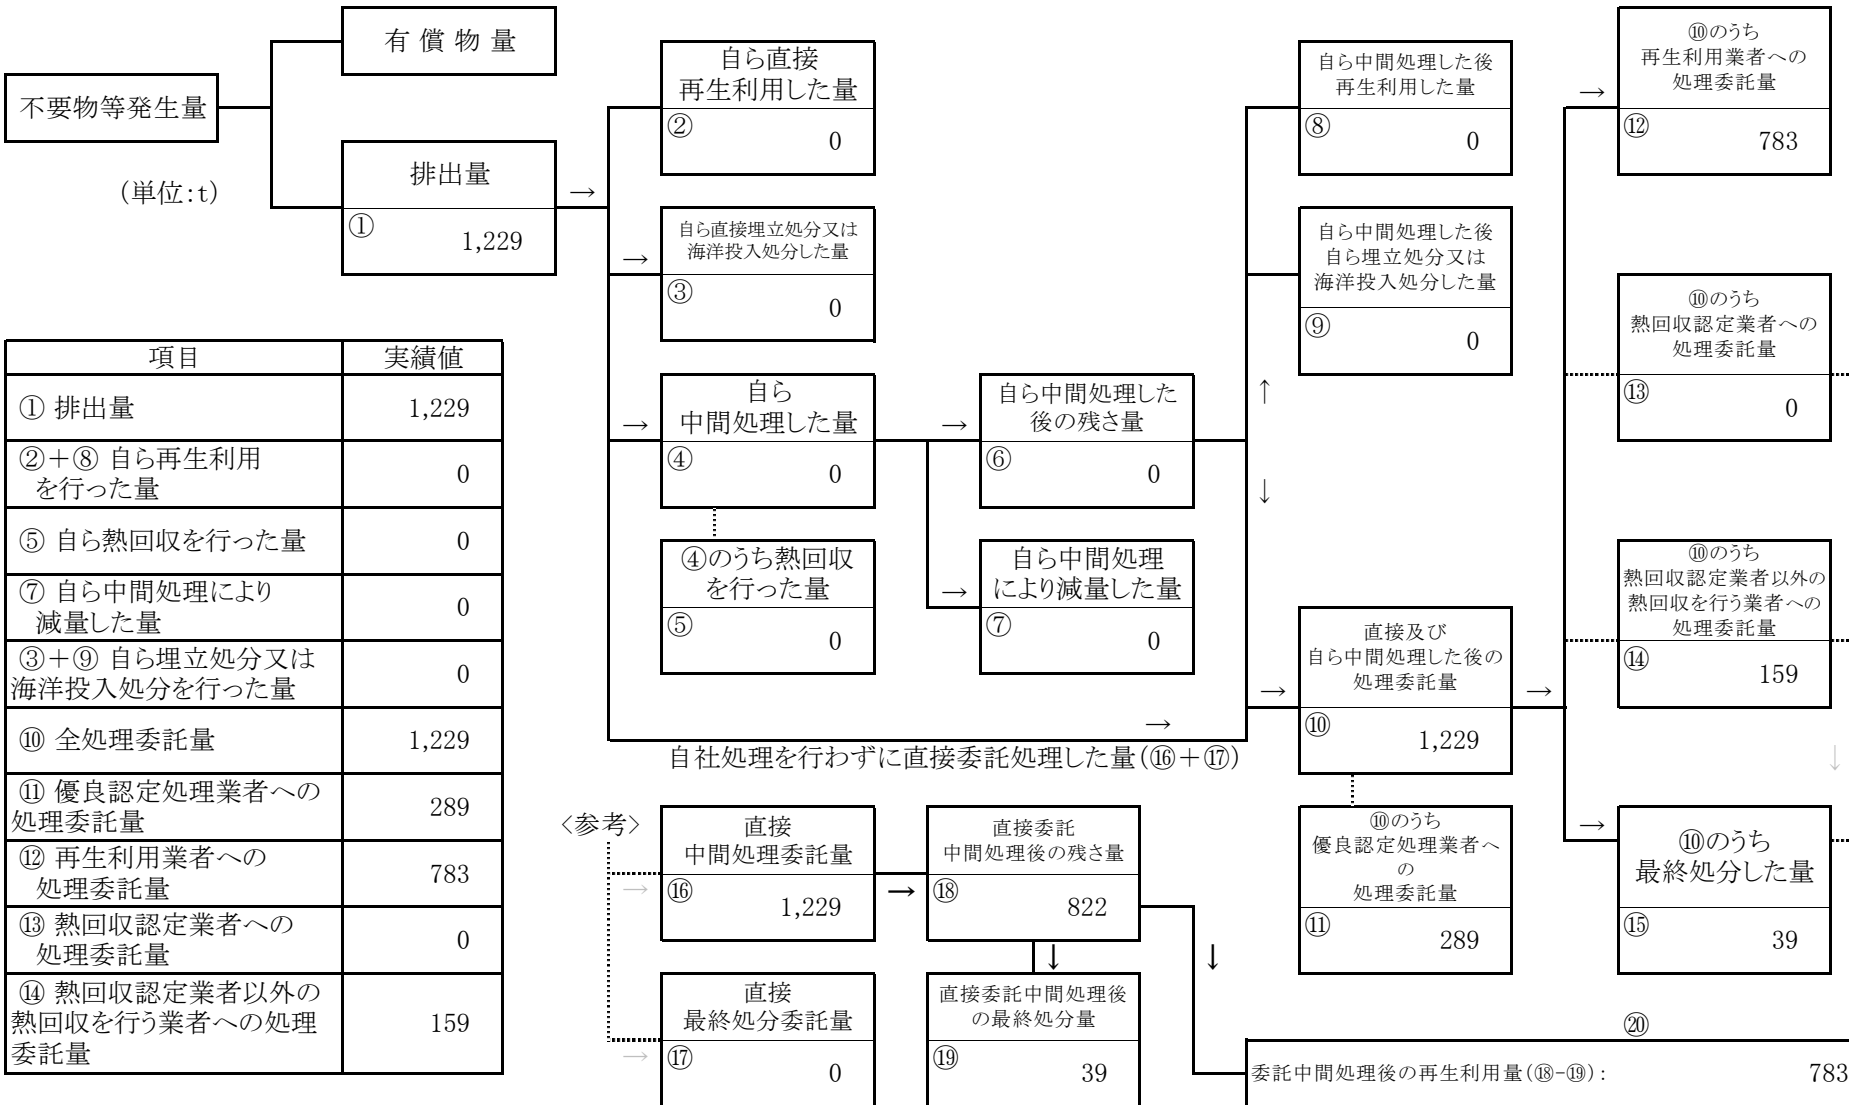 有 償 物 量
不要物等発生量
(単位:t)
排出量
①
1,229
→
自ら直接
再生利用した量
②
0
→
自ら直接埋立処分又は
海洋投入処分した量
③
0
→
自ら
中間処理した量
④
0
④のうち熱回収
を行った量
⑤
0
→
自ら中間処理した
後の残さ量
⑥
0
→
自ら中間処理
により減量した量
⑦
0
↑
↓
自ら中間処理した後
再生利用した量
⑧
0
自ら中間処理した後
自ら埋立処分又は
海洋投入処分した量
⑨
0
→
自社処理を行わずに直接委託処理した量(⑯+⑰)
→
直接及び
自ら中間処理した後の
処理委託量
⑩
1,229
⑩のうち
優良認定処理業者へ
の
処理委託量
⑪
289
→
→
⑩のうち
再生利用業者への
処理委託量
⑫
783
⑩のうち
熱回収認定業者への
処理委託量
⑬
0
⑩のうち
熱回収認定業者以外の
熱回収を行う業者への
処理委託量
⑭
159
↓
→
⑩のうち
最終処分した量
⑮
39
項目 実績値
① 排出量 1,229
②+⑧ 自ら再生利用
を行った量 0
⑤ 自ら熱回収を行った量 0
⑦ 自ら中間処理により
減量した量 0
③+⑨ 自ら埋立処分又は
海洋投入処分を行った量 0
⑩ 全処理委託量 1,229
⑪ 優良認定処理業者への
処理委託量 289
⑫ 再生利用業者への
処理委託量 783
⑬ 熱回収認定業者への
処理委託量 0
⑭ 熱回収認定業者以外の
熱回収を行う業者への処理
委託量 159
〈参考〉
→
直接
中間処理委託量
⑯
1,229
→
直接委託
中間処理後の残さ量
⑱
822
↓
↓
→
直接
最終処分委託量
⑰
0
直接委託中間処理後
の最終処分量
⑲
39
⑳
委託中間処理後の再生利用量(⑱-⑲): 783